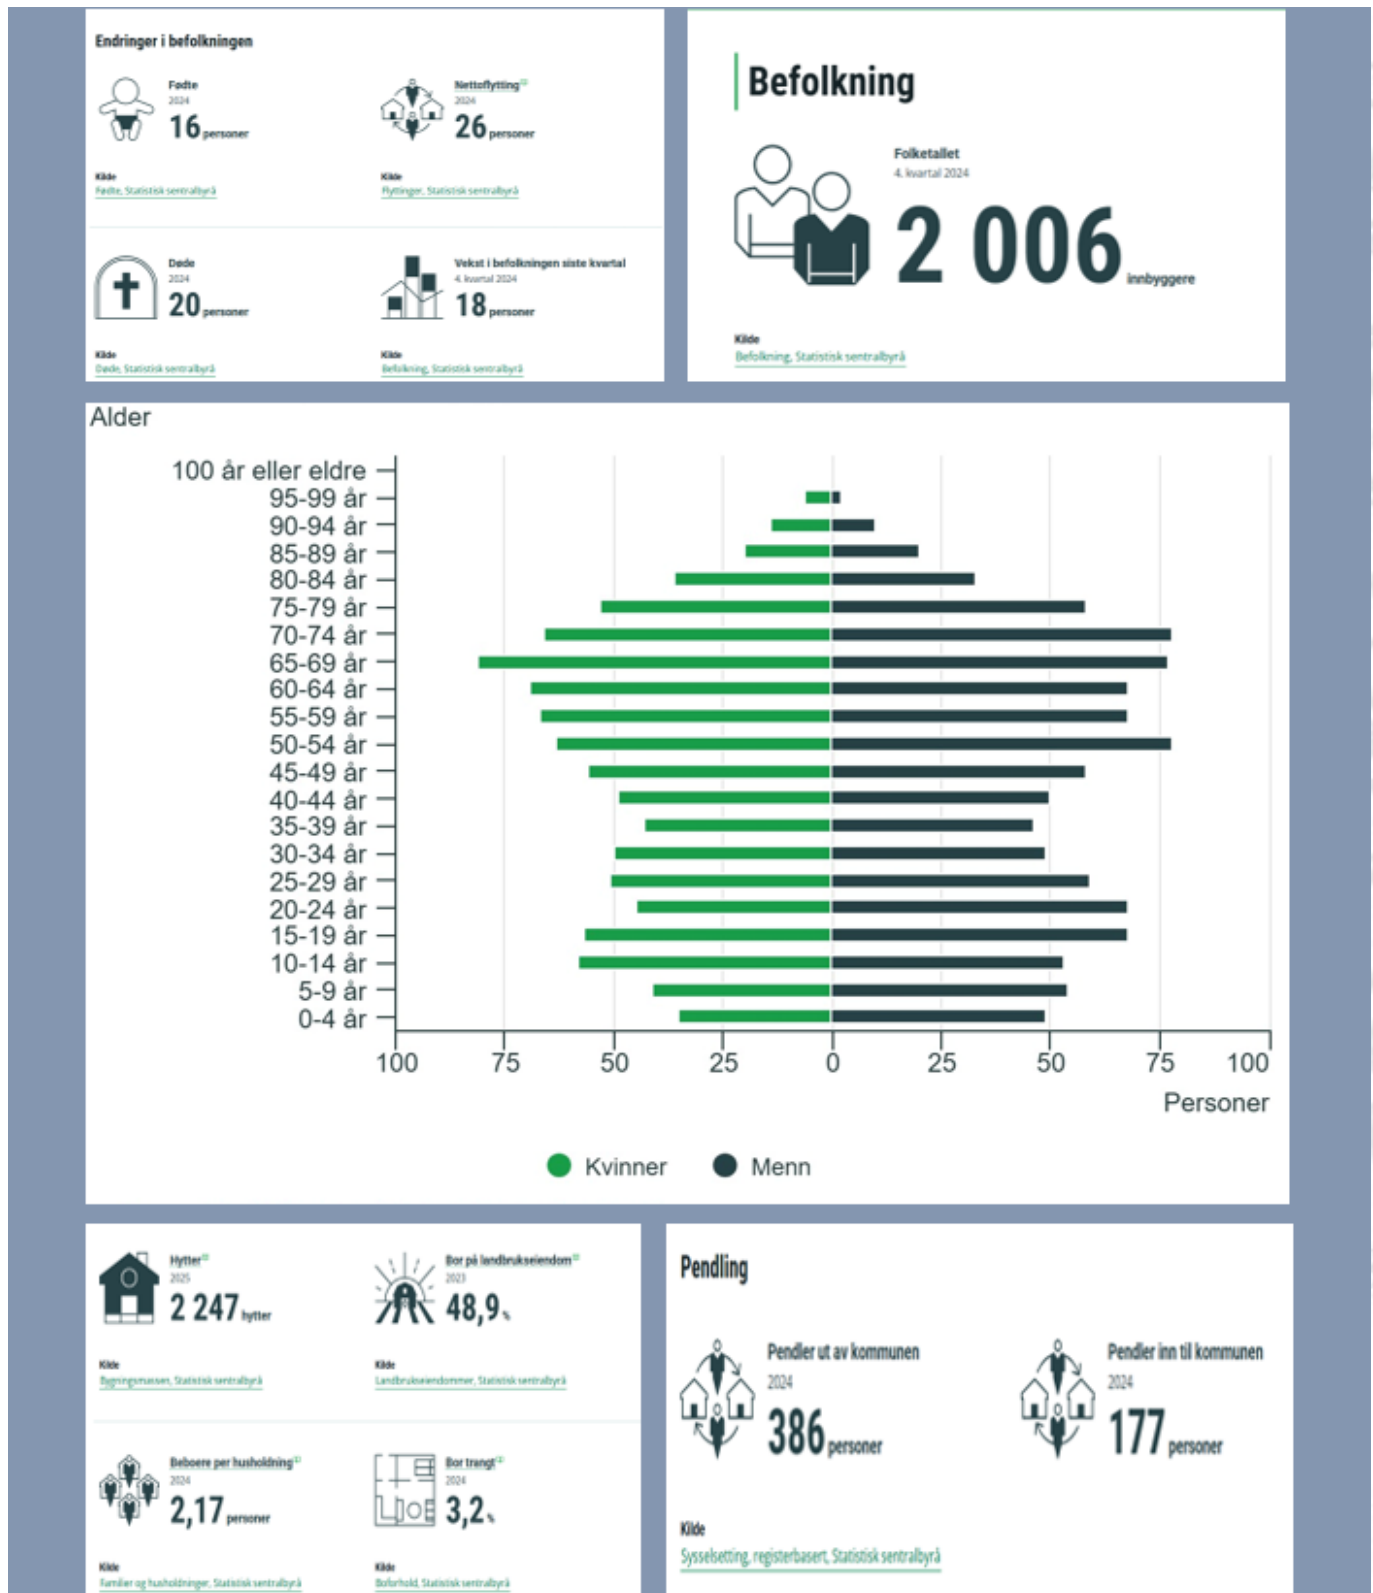 Endringer i befolkningen
Fødte
2024
16 personer
Kilde
Fødte, Statistisk sentralbyrå
Nettoflytting
2024
26 personer
Kilde
Flyttinger, Statistisk sentralbyrå
Døde
2024
20 personer
Kilde
Døde, Statistisk sentralbyrå
Vekst i befolkningen siste kvartal
4. kvartal 2024
18 personer
Kilde
Befolkning, Statistisk sentralbyrå
Befolkning
Folketallet
4. kvartal 2024
2 006 innbyggere
Kilde
Befolkning, Statistisk sentralbyrå
Alder
100 år eller eldre
95-99 år
90-94 år
85-89 år
80-84 år
75-79 år
70-74 år
65-69 år
60-64 år
55-59 år
50-54 år
45-49 år
40-44 år
35-39 år
30-34 år
25-29 år
20-24 år
15-19 år
10-14 år
5-9 år
0-4 år
100 75 50 25 0 25 50 75 100
Personer
Kvinner Menn
Hytter
2025
2 247 hytter
Kilde
Bygningsmassen, Statistisk sentralbyrå
Bor på landbrukseiendom
2023
48,9 %
Kilde
Landbrukseiendommer, Statistisk sentralbyrå
Beboere per husholdning
2024
2,17 personer
Kilde
Familier og husholdninger, Statistisk sentralbyrå
Bor trangt
2024
3,2 %
Kilde
Boforhold, Statistisk sentralbyrå
Pendling
Pendler ut av kommunen
2024
386 personer
Pendler inn til kommunen
2024
177 personer
Kilde
Sysselsetting, registerbasert, Statistisk sentralbyrå